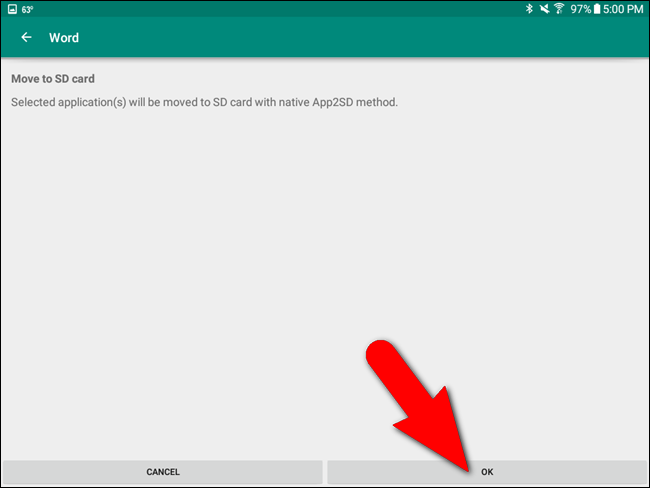 63°
97% 5:00 PM
Word
Move to SD card
Selected application(s) will be moved to SD card with native App2SD method.
CANCEL
OK